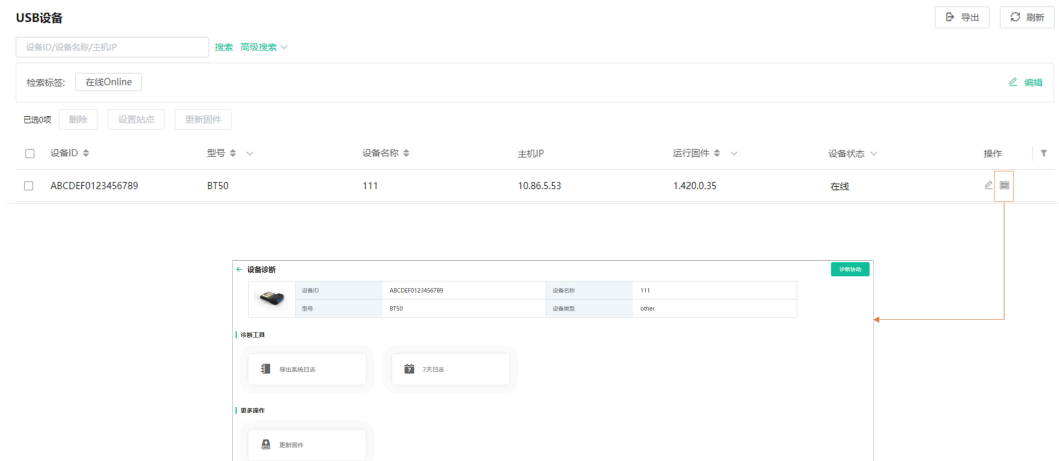 USB设备
导出 刷新
设备ID/设备名称/主机IP 搜索 高级搜索
检索标签: 在线Online 编辑
已选0项 删除 设置站点 更新固件
设备ID 型号 设备名称 主机IP 运行固件 设备状态 操作
ABCDEF0123456789 BT50 111 10.86.5.53 1.420.0.35 在线
设备诊断 诊断协助
设备ID ABCDEF0123456789 设备名称 111
型号 BT50 设备类型 other
诊断工具
导出系统日志 7天日志
更多操作
更新固件